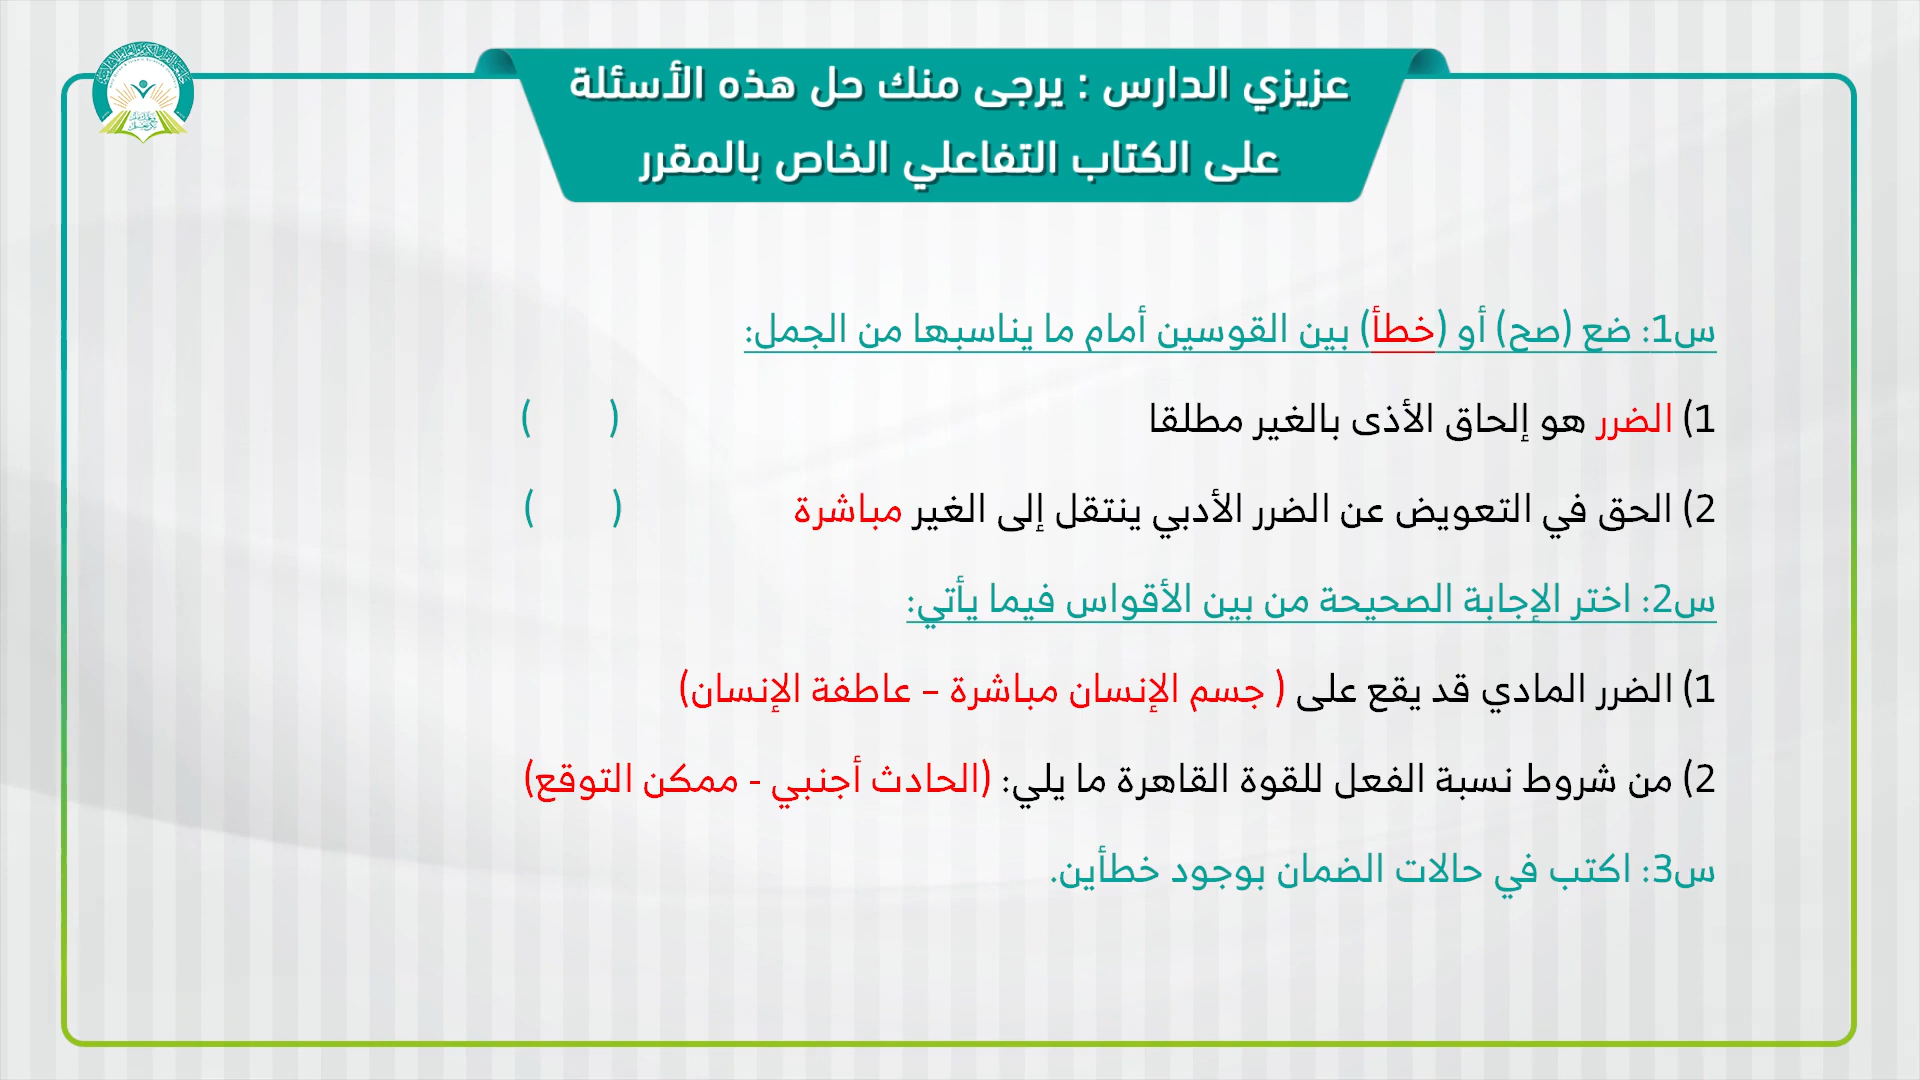 عزيزي الدارس : يرجى منك حل هذه الأسئلة
على الكتاب التفاعلي الخاص بالمقرر
س1: ضع (صح) أو (خطأ) بين القوسين أمام ما يناسبها من الجمل:
1) الضرر هو إلحاق الأذى بالغير مطلقا ( )
2) الحق في التعويض عن الضرر الأدبي ينتقل إلى الغير مباشرة ( )
س2: اختر الإجابة الصحيحة من بين الأقواس فيما يأتي:
1) الضرر المادي قد يقع على ( جسم الإنسان مباشرة – عاطفة الإنسان)
2) من شروط نسبة الفعل للقوة القاهرة ما يلي: (الحادث أجنبي - ممكن التوقع)
س3: اكتب في حالات الضمان بوجود خطأين.